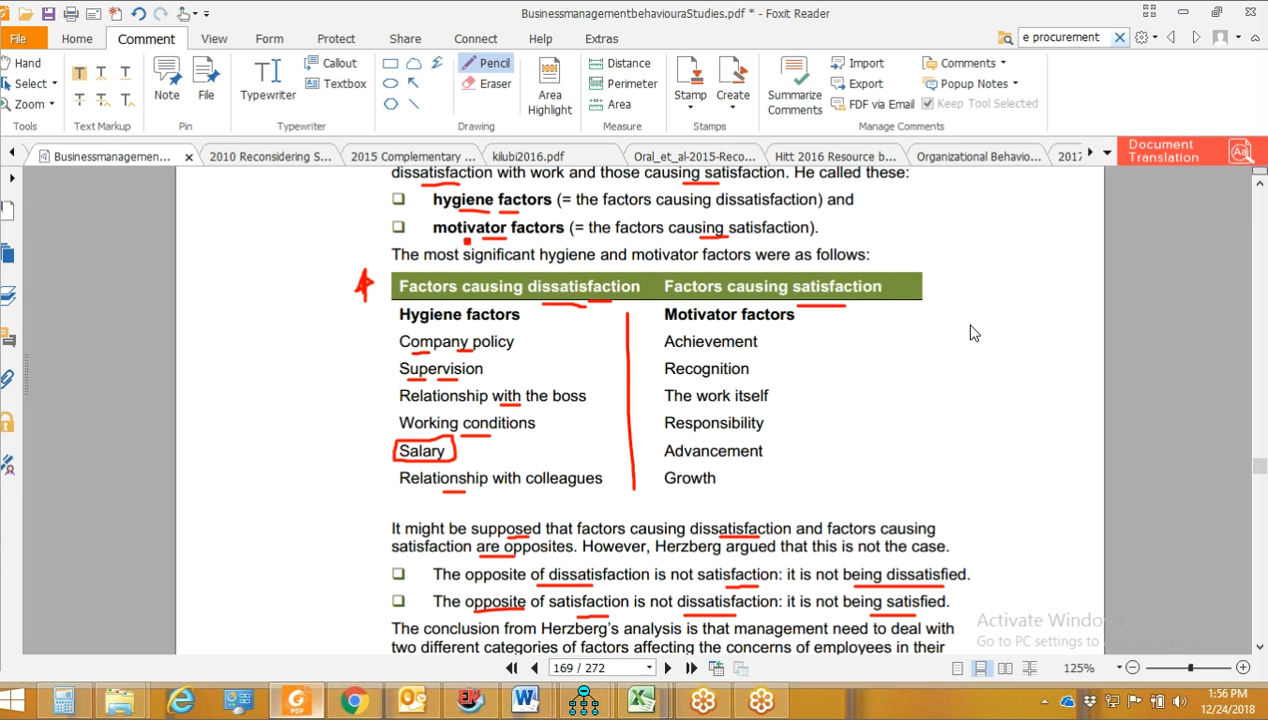 BusinessmanagementbehaviouraStudies.pdf * - Foxit Reader
File Home Comment View Form Protect Share Connect Help Extras
e procurement
Hand
Select
Zoom
Tools
T T T
T T T
Text Markup
Note File
Pin
Typewriter
Callout
Textbox
Typewriter
Pencil
Eraser
Area Highlight
Drawing
Distance
Perimeter
Area
Measure
Stamp Create
Stamps
Summarize Comments
Import
Export
FDF via Email
Comments
Popup Notes
Keep Tool Selected
Manage Comments
Businessmanagemen... 2010 Reconsidering S... 2015 Complementary ... kilubi2016.pdf Oral_et_al-2015-Reco... Hitt 2016 Resource b... Organizational Behavio... 2017
Document Translation
dissatisfaction with work and those causing satisfaction. He called these:
hygiene factors (= the factors causing dissatisfaction) and
motivator factors (= the factors causing satisfaction).
The most significant hygiene and motivator factors were as follows:
Factors causing dissatisfaction Factors causing satisfaction
Hygiene factors Motivator factors
Company policy Achievement
Supervision Recognition
Relationship with the boss The work itself
Working conditions Responsibility
Salary Advancement
Relationship with colleagues Growth
It might be supposed that factors causing dissatisfaction and factors causing
satisfaction are opposites. However, Herzberg argued that this is not the case.
The opposite of dissatisfaction is not satisfaction: it is not being dissatisfied.
The opposite of satisfaction is not dissatisfaction: it is not being satisfied.
The conclusion from Herzberg's analysis is that management need to deal with
two different categories of factors affecting the concerns of employees in their
Activate Windows
Go to PC settings to
169 / 272
125%
1:56 PM
12/24/2018